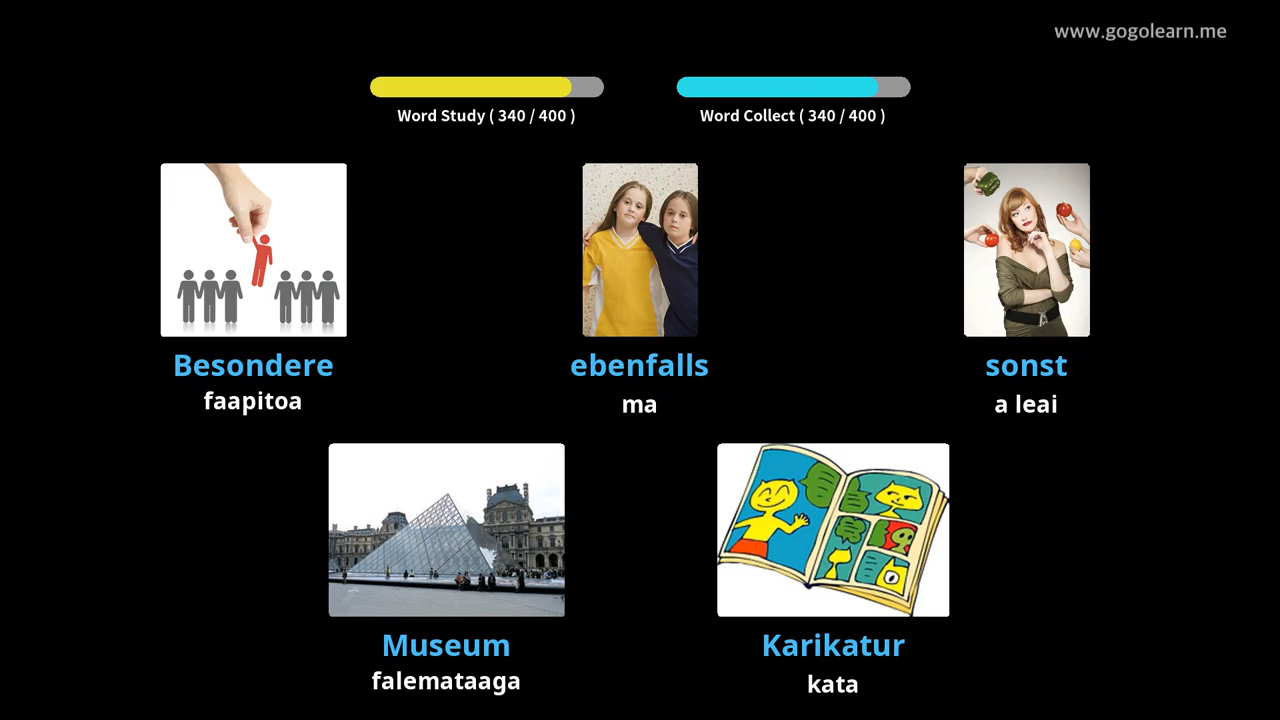 www.gogolearn.me
Word Study ( 340 / 400 )
Word Collect ( 340 / 400 )
Besondere
faapitoa
ebenfalls
ma
sonst
a leai
Museum
falemataaga
Karikatur
kata